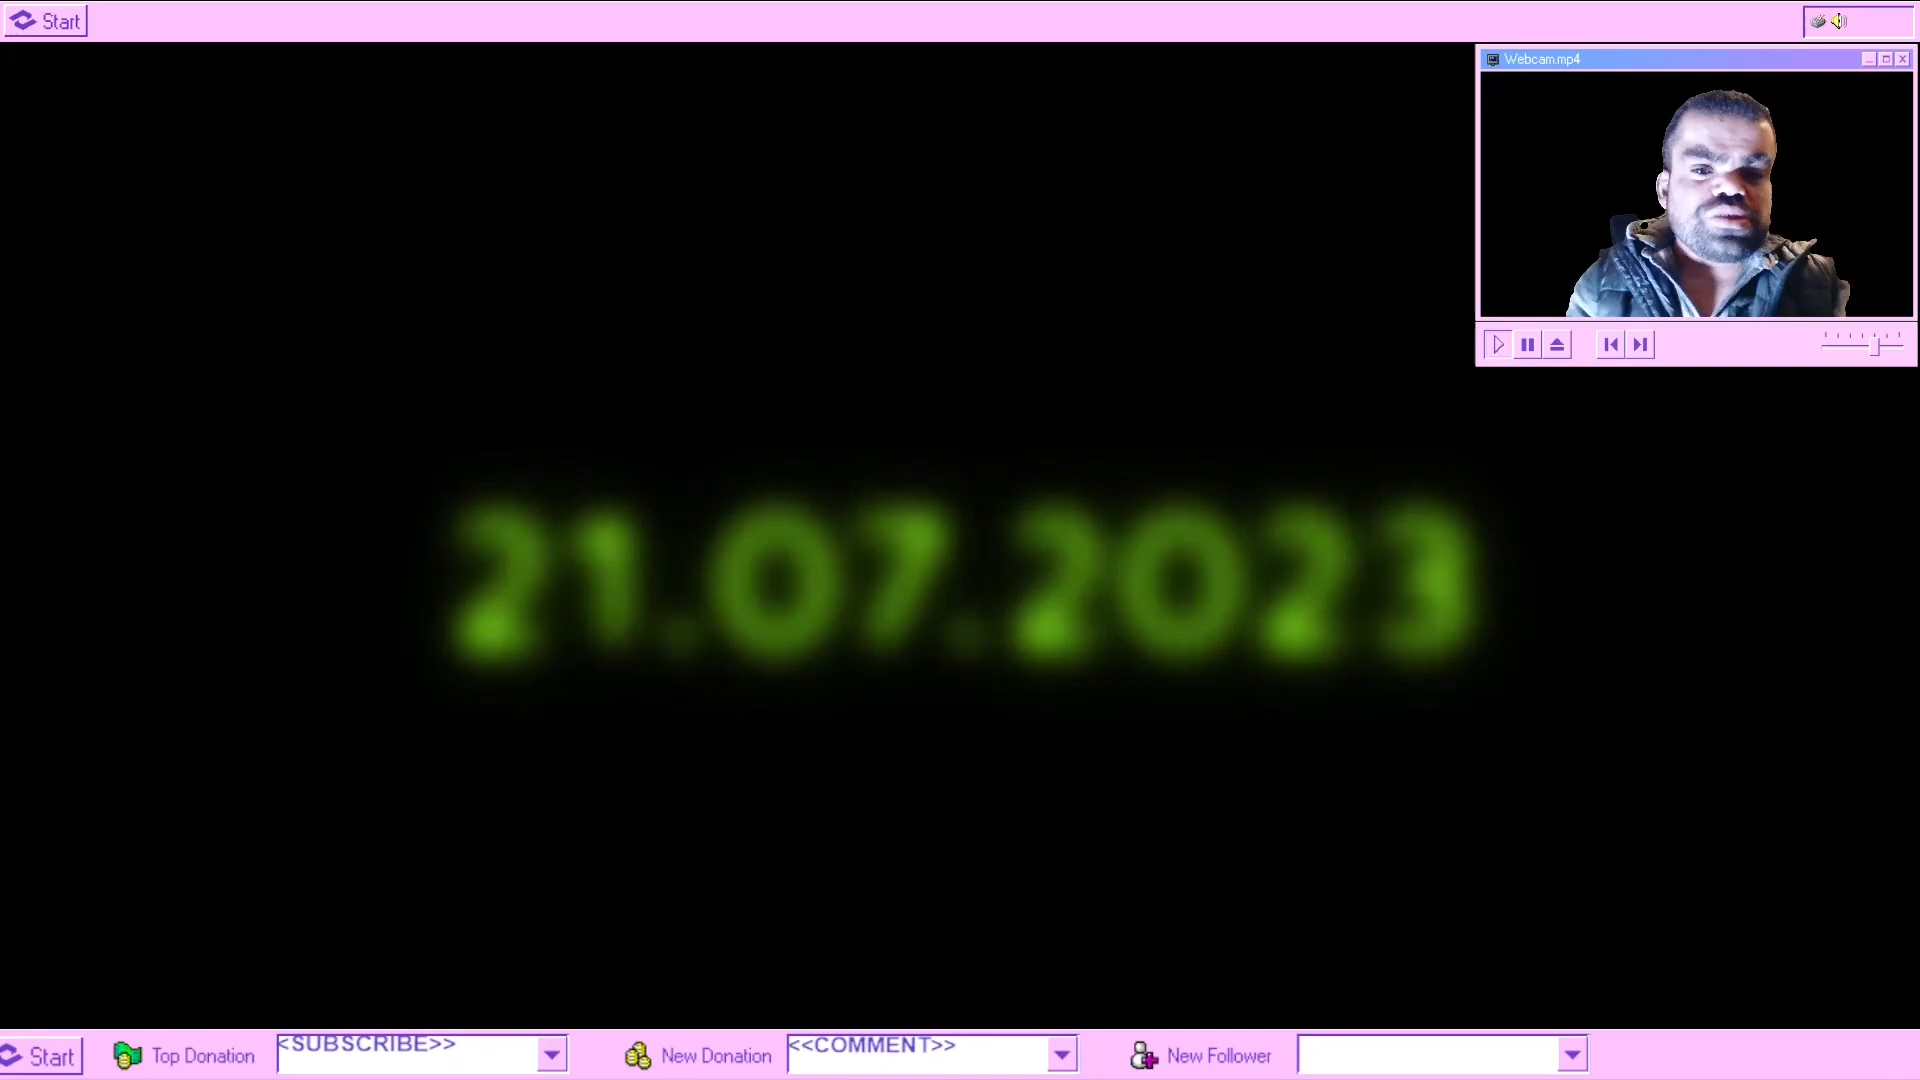 Start
Webcam.mp4
21.07.2023
Start
Top Donation
<SUBSCRIBE>>
New Donation
<<COMMENT>>
New Follower